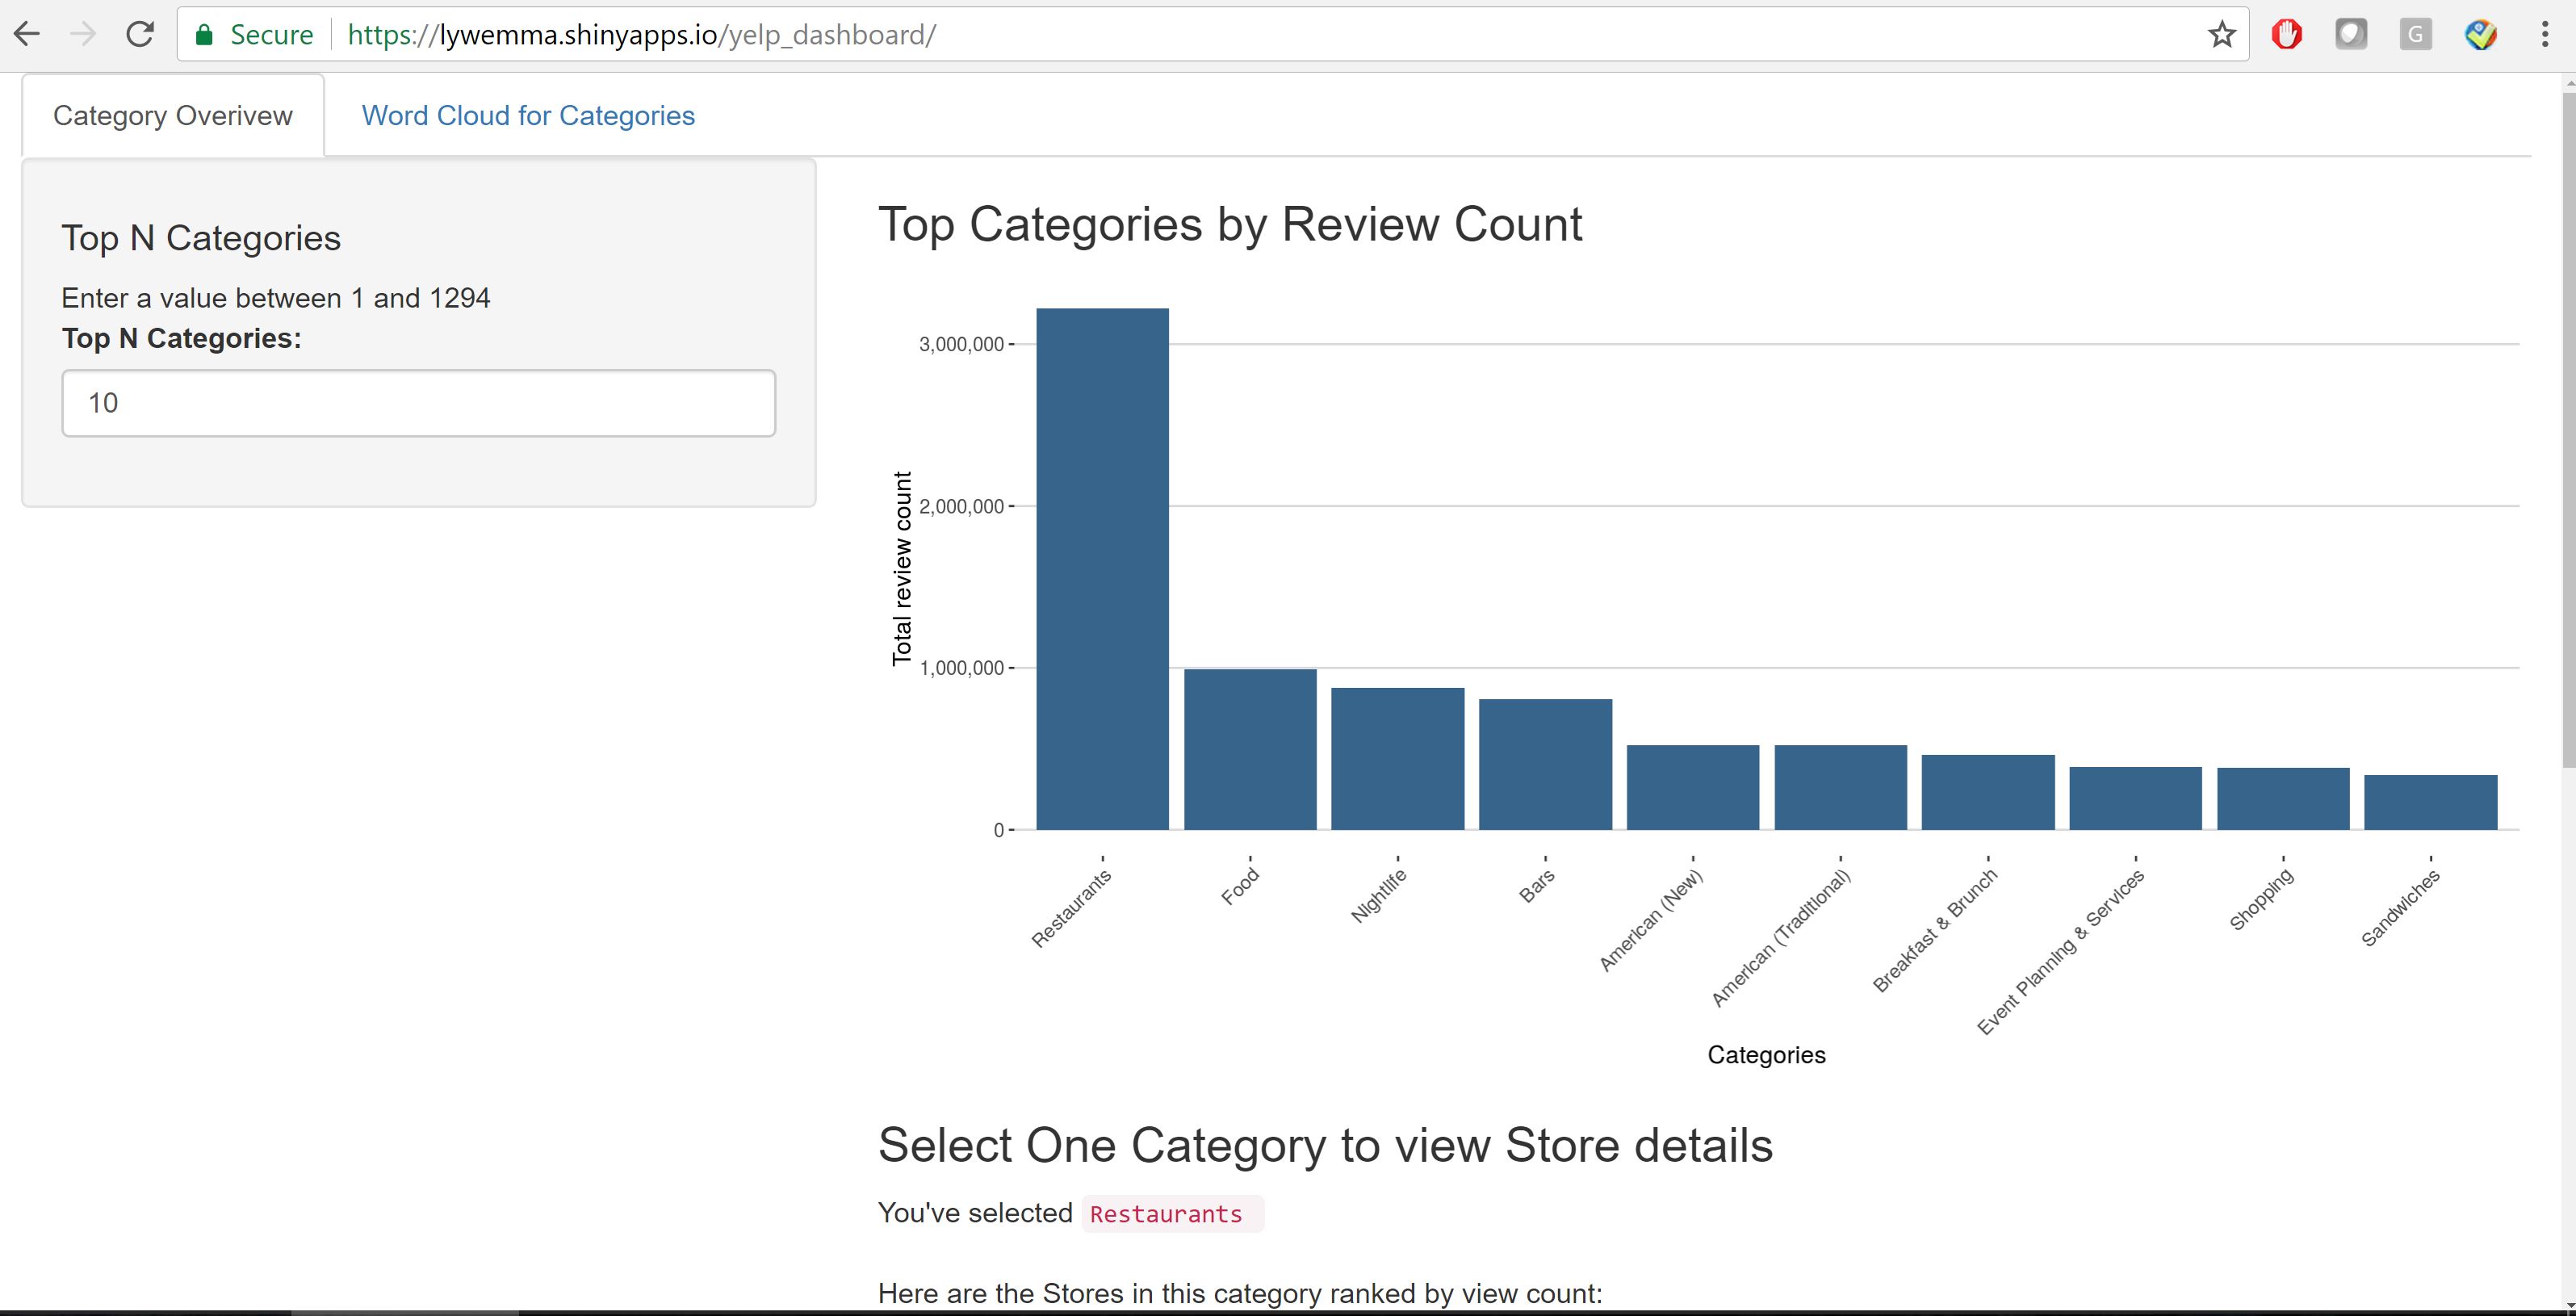 Secure https://lywemma.shinyapps.io/yelp_dashboard/
G
Category Overivew
Word Cloud for Categories
Top N Categories
Enter a value between 1 and 1294
Top N Categories:
10
Top Categories by Review Count
Total review count
3,000,000
2,000,000
1,000,000
0
Restaurants
Food
Nightlife
Bars
American (New)
American (Traditional)
Breakfast & Brunch
Event Planning & Services
Shopping
Sandwiches
Categories
Select One Category to view Store details
You've selected Restaurants
Here are the Stores in this category ranked by view count: